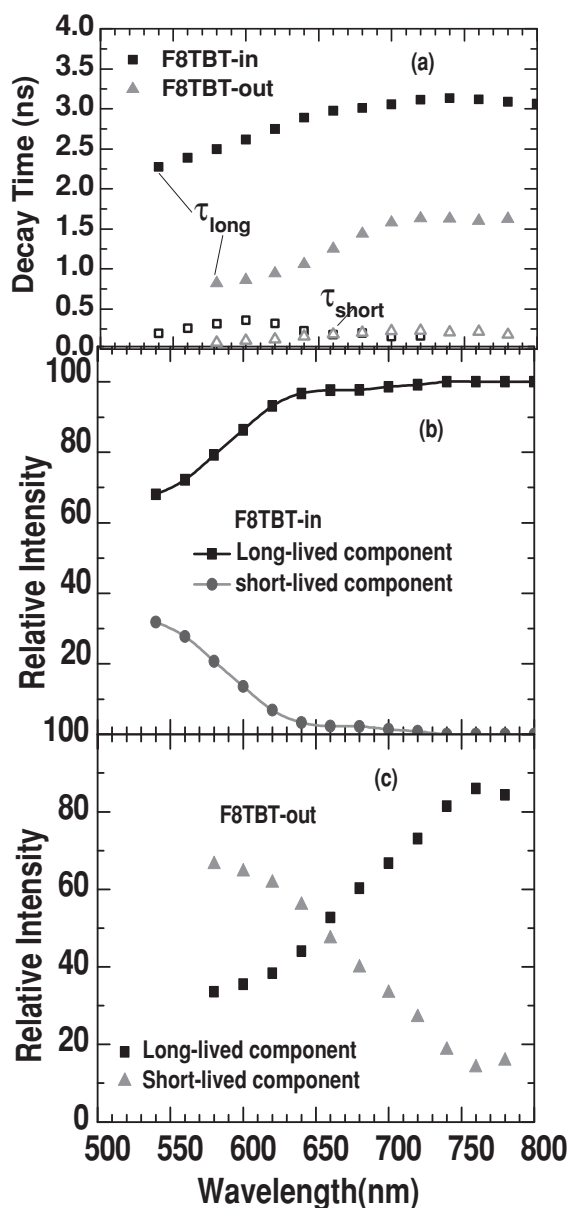 4.0
3.5
3.0
2.5
2.0
1.5
1.0
0.5
0.0
Decay Time (ns)
F8TBT-in
F8TBT-out
(a)
τlong
τshort
100
80
60
40
20
Relative Intensity
(b)
F8TBT-in
Long-lived component
short-lived component
100
80
60
40
20
0
Relative Intensity
(c)
F8TBT-out
Long-lived component
Short-lived component
500 550 600 650 700 750 800
Wavelength(nm)